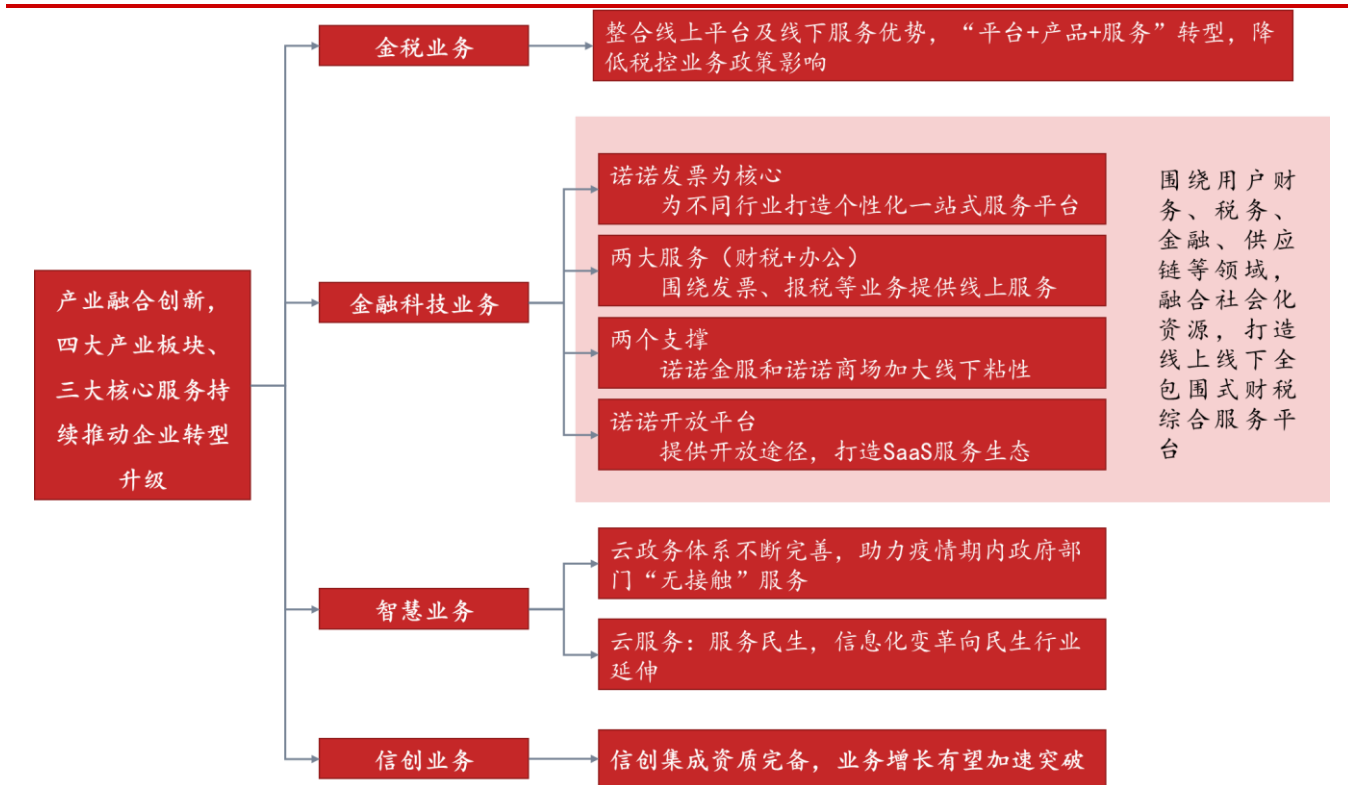 产业融合创新，
四大产业板块、
三大核心服务持
续推动企业转型
升级
金税业务
整合线上平台及线下服务优势，“平台+产品+服务”转型，降
低税控业务政策影响
金融科技业务
诺诺发票为核心
为不同行业打造个性化一站式服务平台
两大服务（财税+办公）
围绕发票、报税等业务提供线上服务
两个支撑
诺诺金服和诺诺商场加大线下粘性
诺诺开放平台
提供开放途径，打造SaaS服务生态
围绕用户财
务、税务、
金融、供应
链等领域，
融合社会化
资源，打造
线上线下全
包围式财税
综合服务平
台
智慧业务
云政务体系不断完善，助力疫情期内政府部
门“无接触”服务
云服务：服务民生，信息化变革向民生行业
延伸
信创业务
信创集成资质完备，业务增长有望加速突破